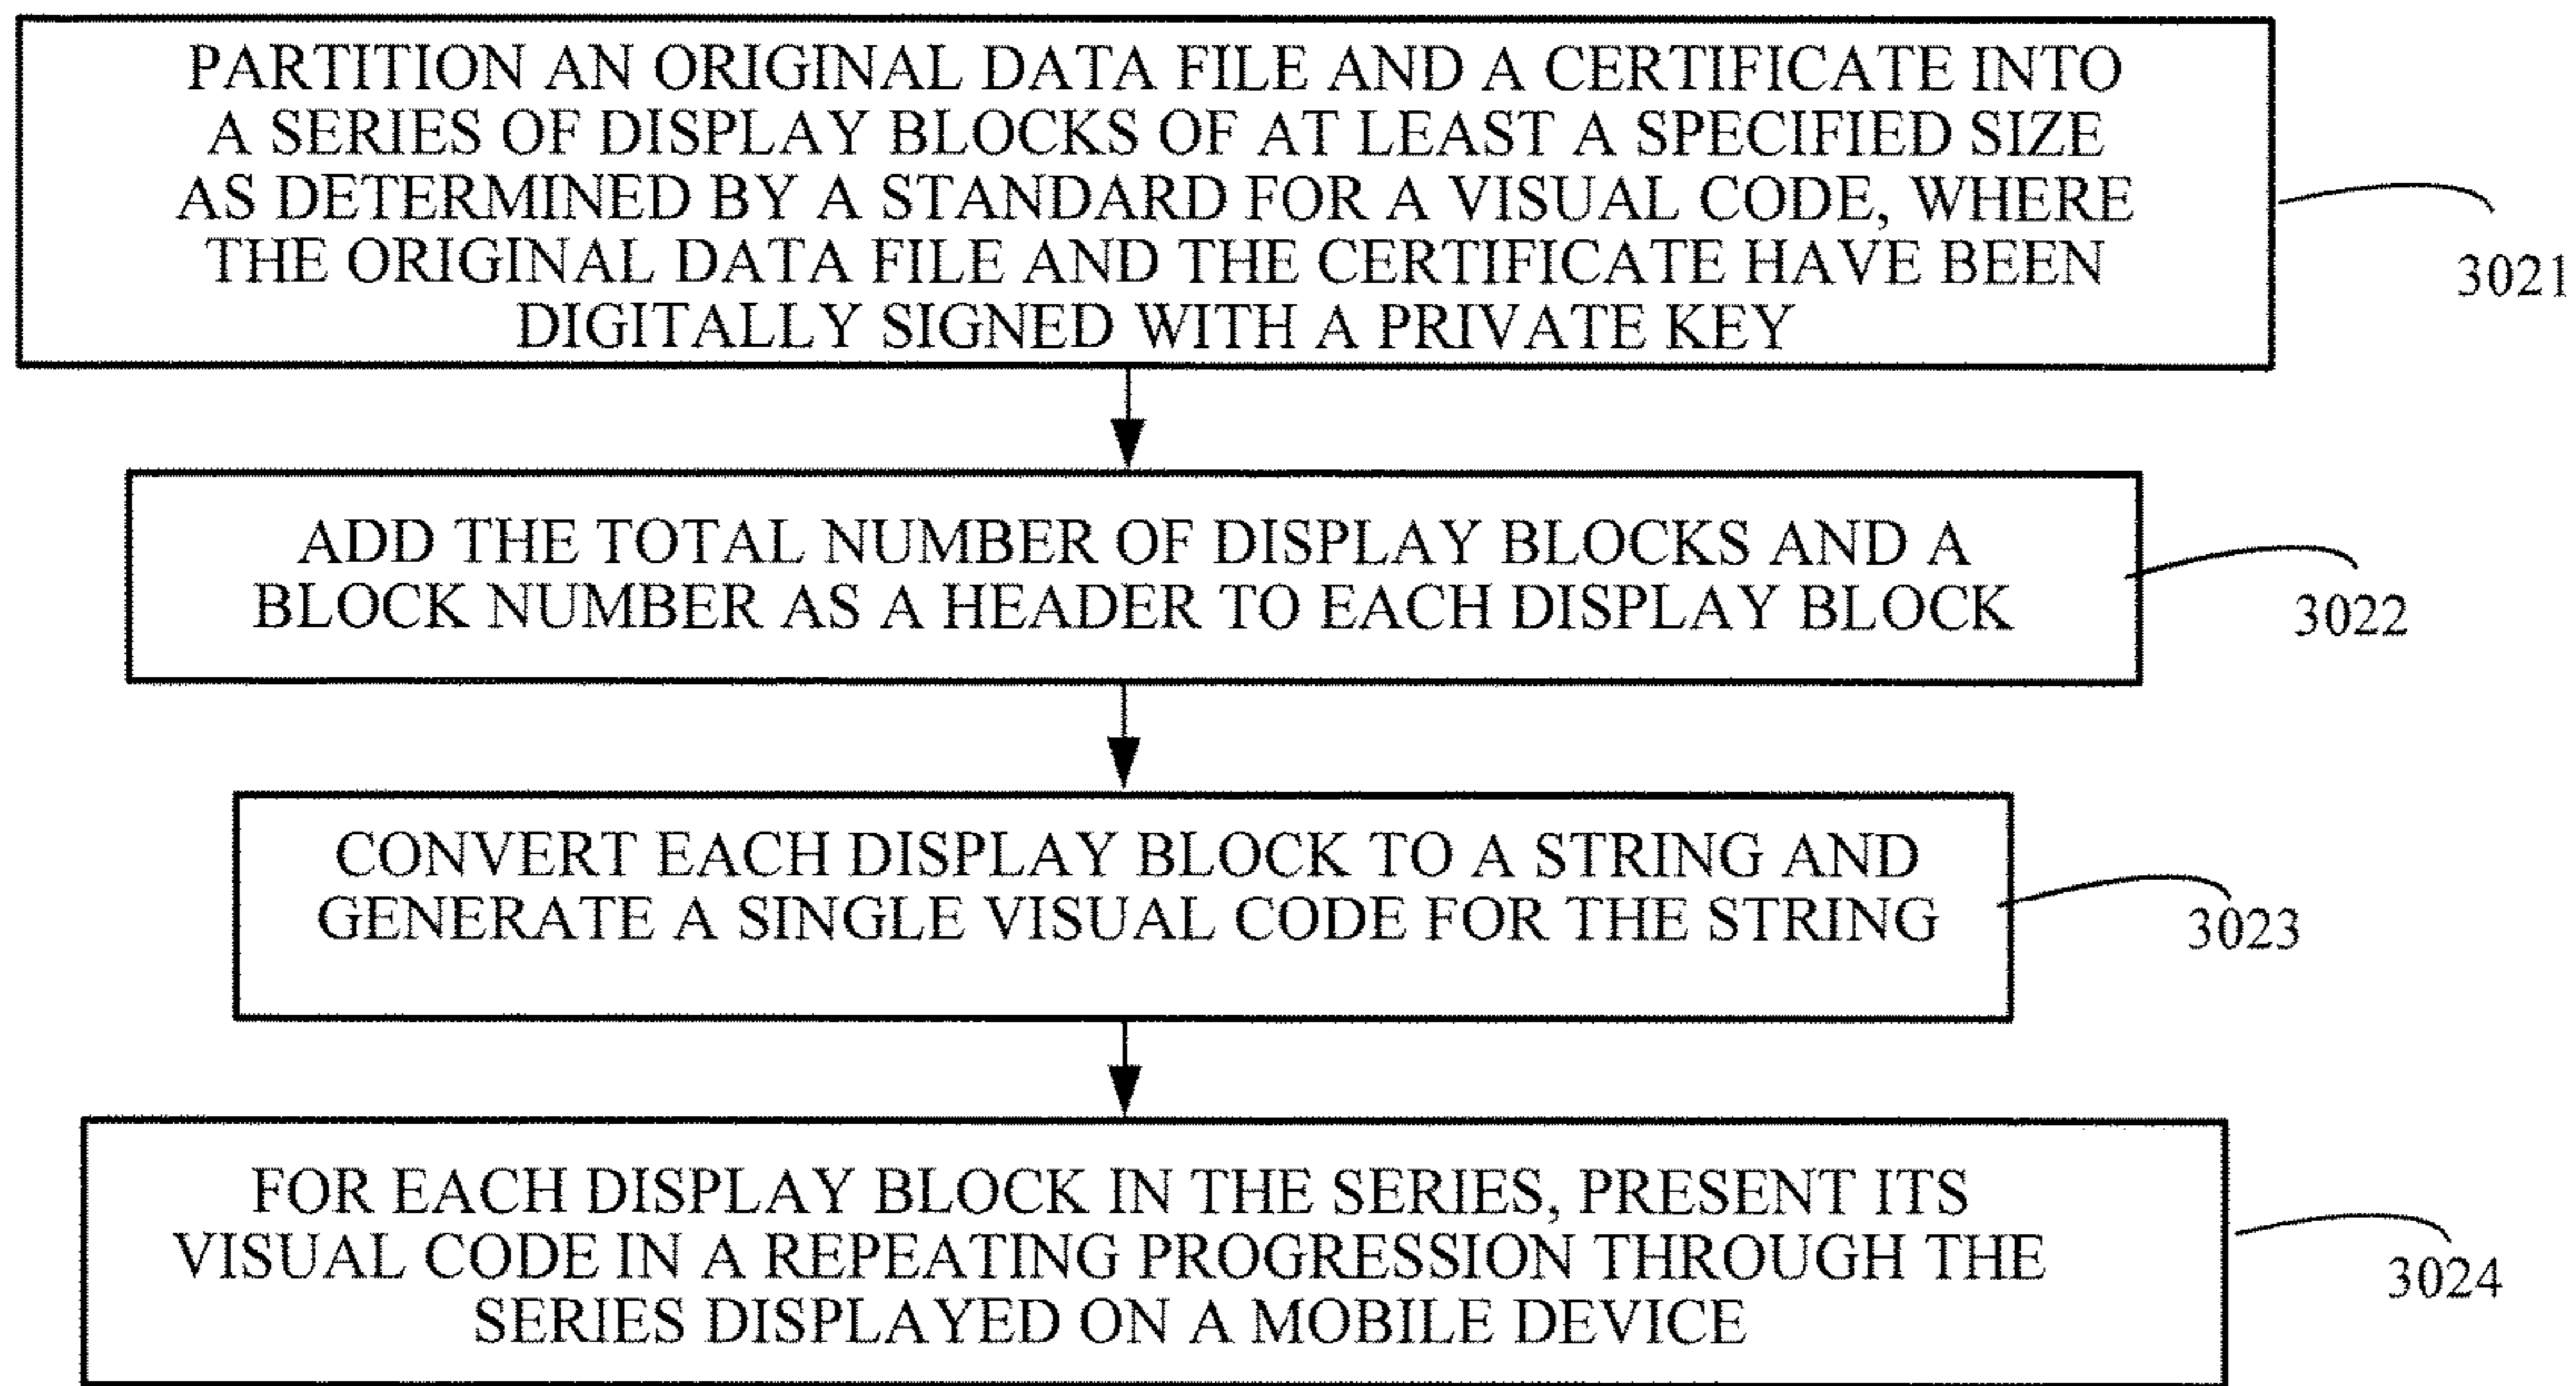 PARTITION AN ORIGINAL DATA FILE AND A CERTIFICATE INTO
A SERIES OF DISPLAY BLOCKS OF AT LEAST A SPECIFIED SIZE
AS DETERMINED BY A STANDARD FOR A VISUAL CODE, WHERE
THE ORIGINAL DATA FILE AND THE CERTIFICATE HAVE BEEN
DIGITALLY SIGNED WITH A PRIVATE KEY
3021
ADD THE TOTAL NUMBER OF DISPLAY BLOCKS AND A
BLOCK NUMBER AS A HEADER TO EACH DISPLAY BLOCK
3022
CONVERT EACH DISPLAY BLOCK TO A STRING AND
GENERATE A SINGLE VISUAL CODE FOR THE STRING
3023
FOR EACH DISPLAY BLOCK IN THE SERIES, PRESENT ITS
VISUAL CODE IN A REPEATING PROGRESSION THROUGH THE
SERIES DISPLAYED ON A MOBILE DEVICE
3024